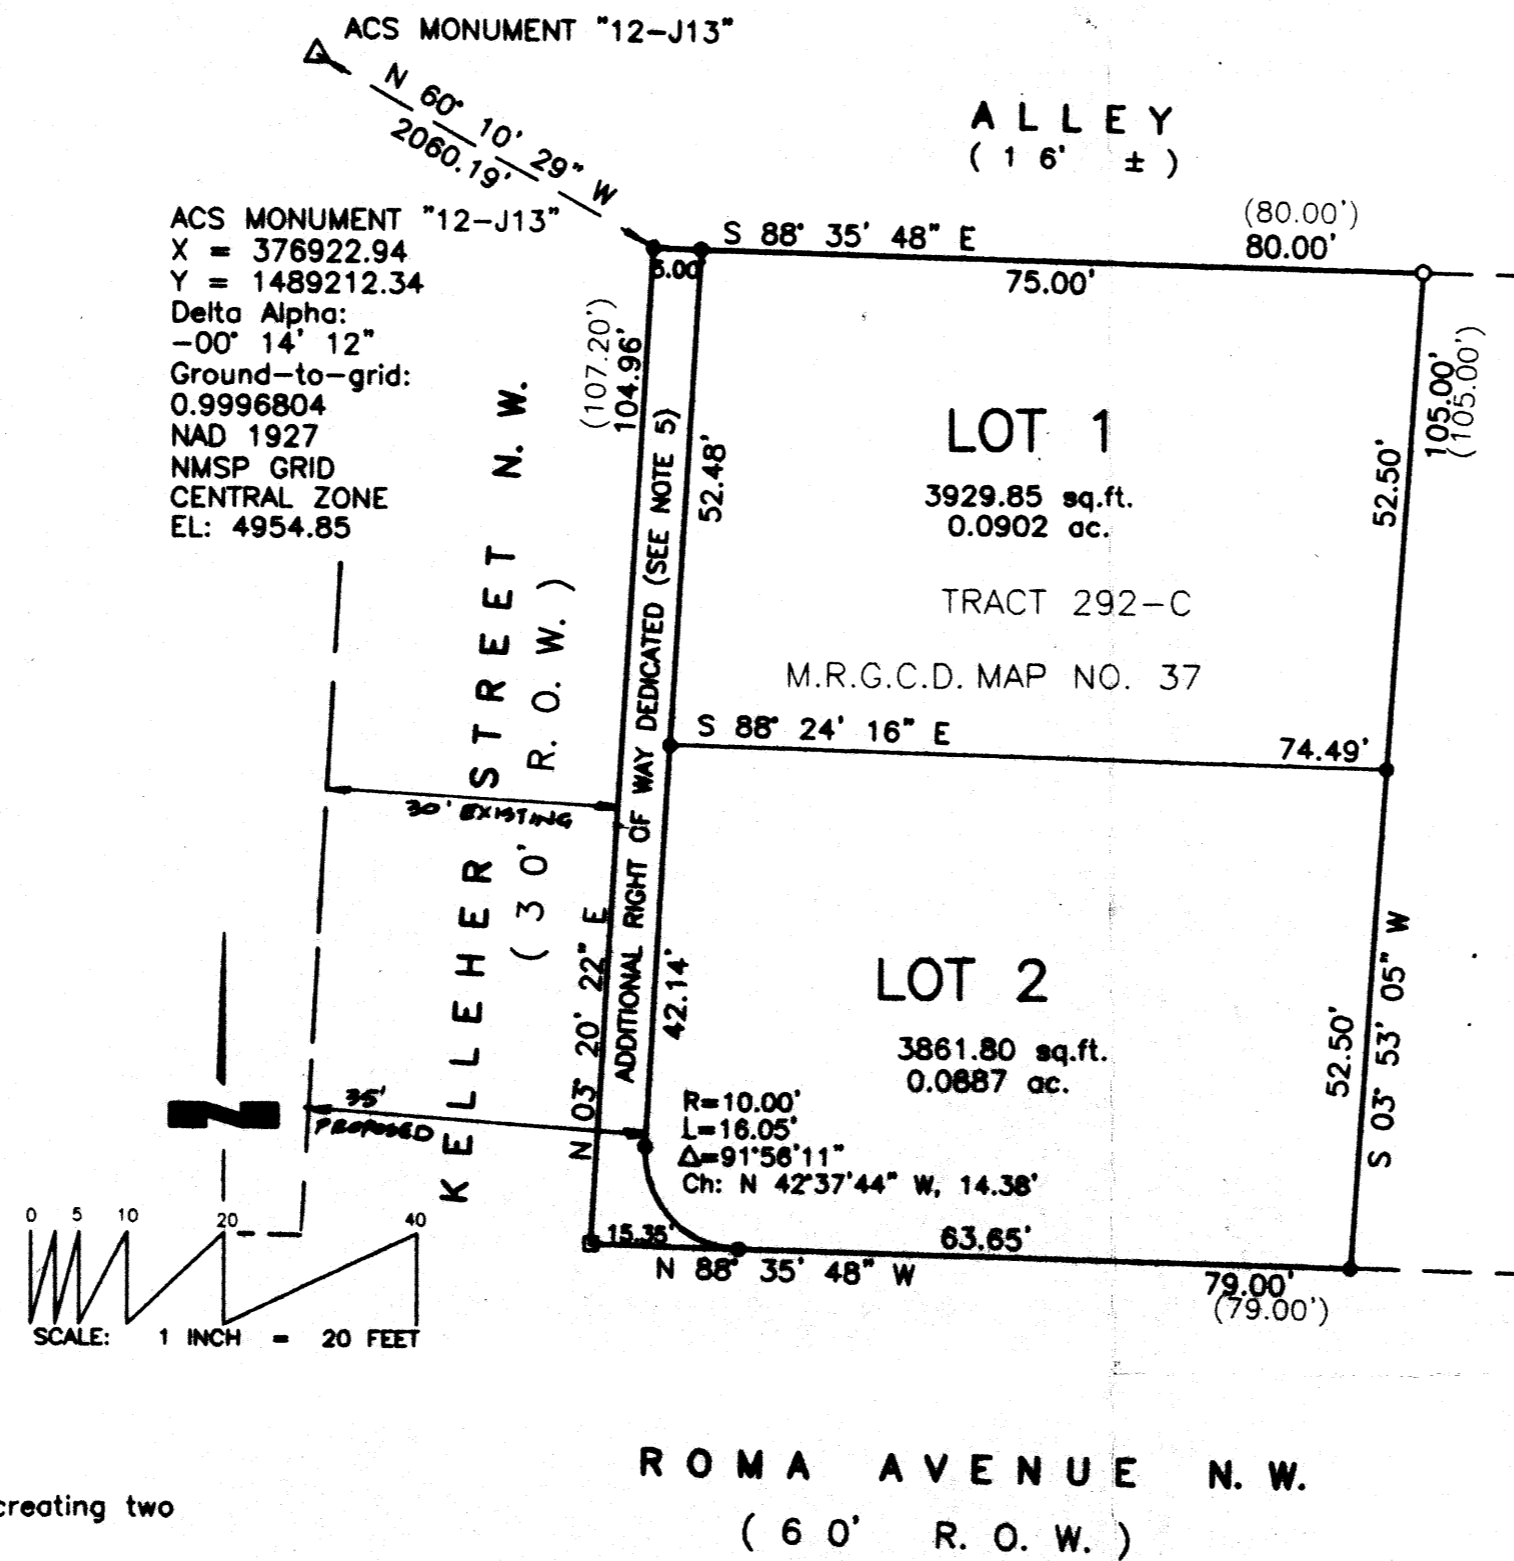 ACS MONUMENT "12-J13"
N 60° 10' 29" W
2060.19'
ALLEY
(16' ±)
ACS MONUMENT "12-J13"
X = 376922.94
Y = 1489212.34
Delta Alpha:
-00° 14' 12"
Ground-to-grid:
0.9996804
NAD 1927
NMSP GRID
CENTRAL ZONE
EL: 4954.85
S 88° 35' 48" E
(80.00')
80.00'
5.00
75.00'
(107.20')
104.96'
52.48'
105.00'
(105.00')
52.50'
LOT 1
3929.85 sq.ft.
0.0902 ac.
TRACT 292-C
M.R.G.C.D. MAP NO. 37
KELLEHER STREET N.W.
(30' R.O.W.)
ADDITIONAL RIGHT OF WAY DEDICATED (SEE NOTE 5)
S 88° 24' 16" E
74.49'
30' EXISTING
N 03° 20' 22" E
42.14'
LOT 2
3861.80 sq.ft.
0.0887 ac.
52.50'
S 03° 53' 05" W
35'
PROPOSED
R=10.00'
L=16.05'
Δ=91°56'11"
Ch: N 42°37'44" W, 14.38'
15.35'
63.65'
N 88° 35' 48" W
79.00'
(79.00')
N
0 5 10 20 40
SCALE: 1 INCH = 20 FEET
ROMA AVENUE N.W.
(60' R.O.W.)
creating two